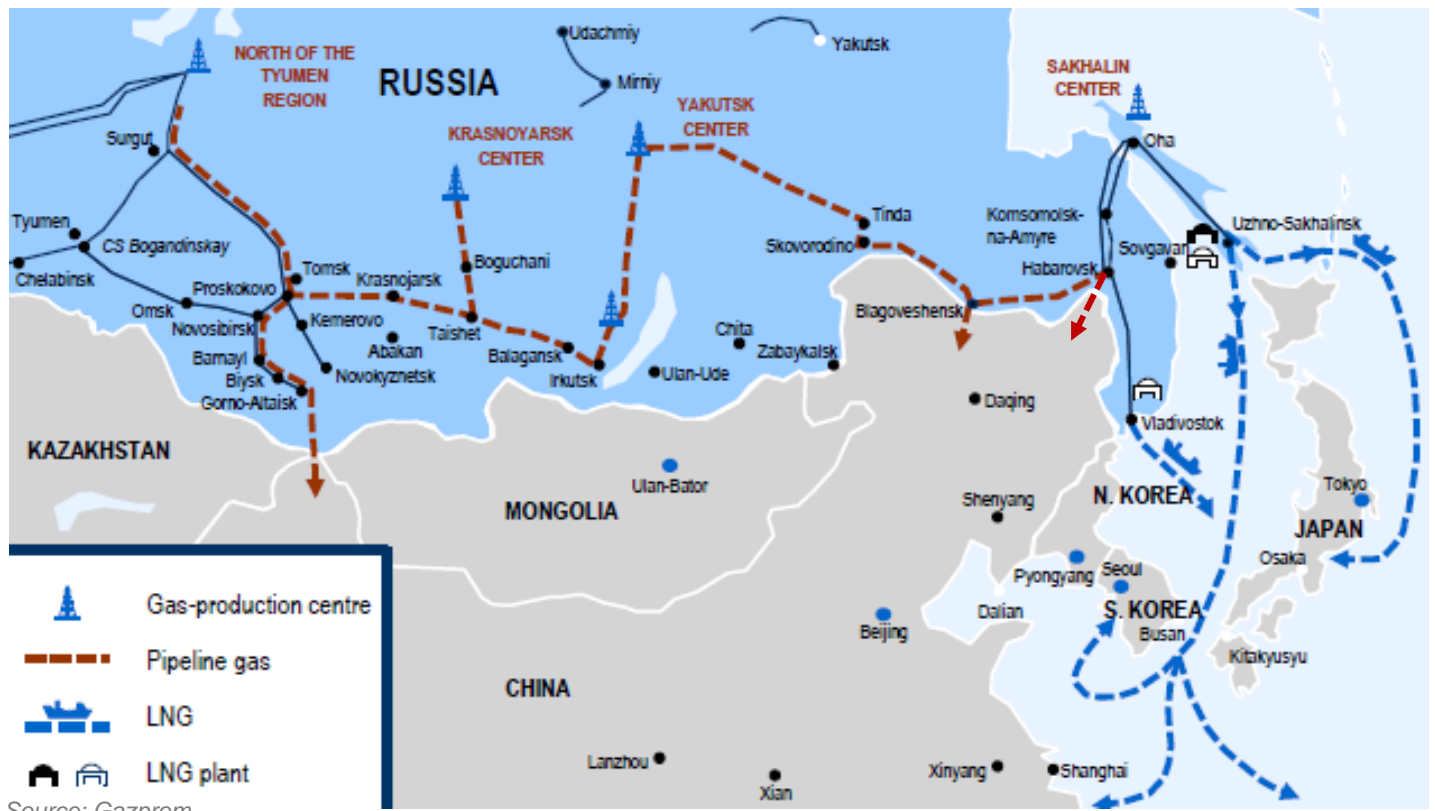 NORTH OF THE
TYUMEN
REGION
RUSSIA
Udachmiy
Mirniy
Yakutsk
SAKHALIN
CENTER
YAKUTSK
CENTER
KRASNOYARSK
CENTER
Surgut
Oha
Tyumen
CS Bogandinskay
Chelabinsk
Tinda
Skovorodino
Komsomolsk-
na-Amyre
Sovgavan
Uzhno-Sakhalinsk
Habarovsk
Tomsk
Proskokovo
Krasnojarsk
Boguchani
Omsk
Novosibirsk
Kemerovo
Taishet
Blagoveshensk
Barnayl
Abakan
Balagansk
Chita
Biysk
Novokyznetsk
Irkutsk
Ulan-Ude
Zabaykalsk
Gorno-Altaisk
Daqing
Vladivostok
KAZAKHSTAN
Ulan-Bator
MONGOLIA
Shenyang
N. KOREA
Tokyo
JAPAN
Osaka
Pyongyang
Seoul
Dalian
S. KOREA
Beijing
Busan
Kitakyusyu
CHINA
Lanzhou
Xian
Xinyang
Shanghai
Gas-production centre
Pipeline gas
LNG
LNG plant
Source: Gazprom